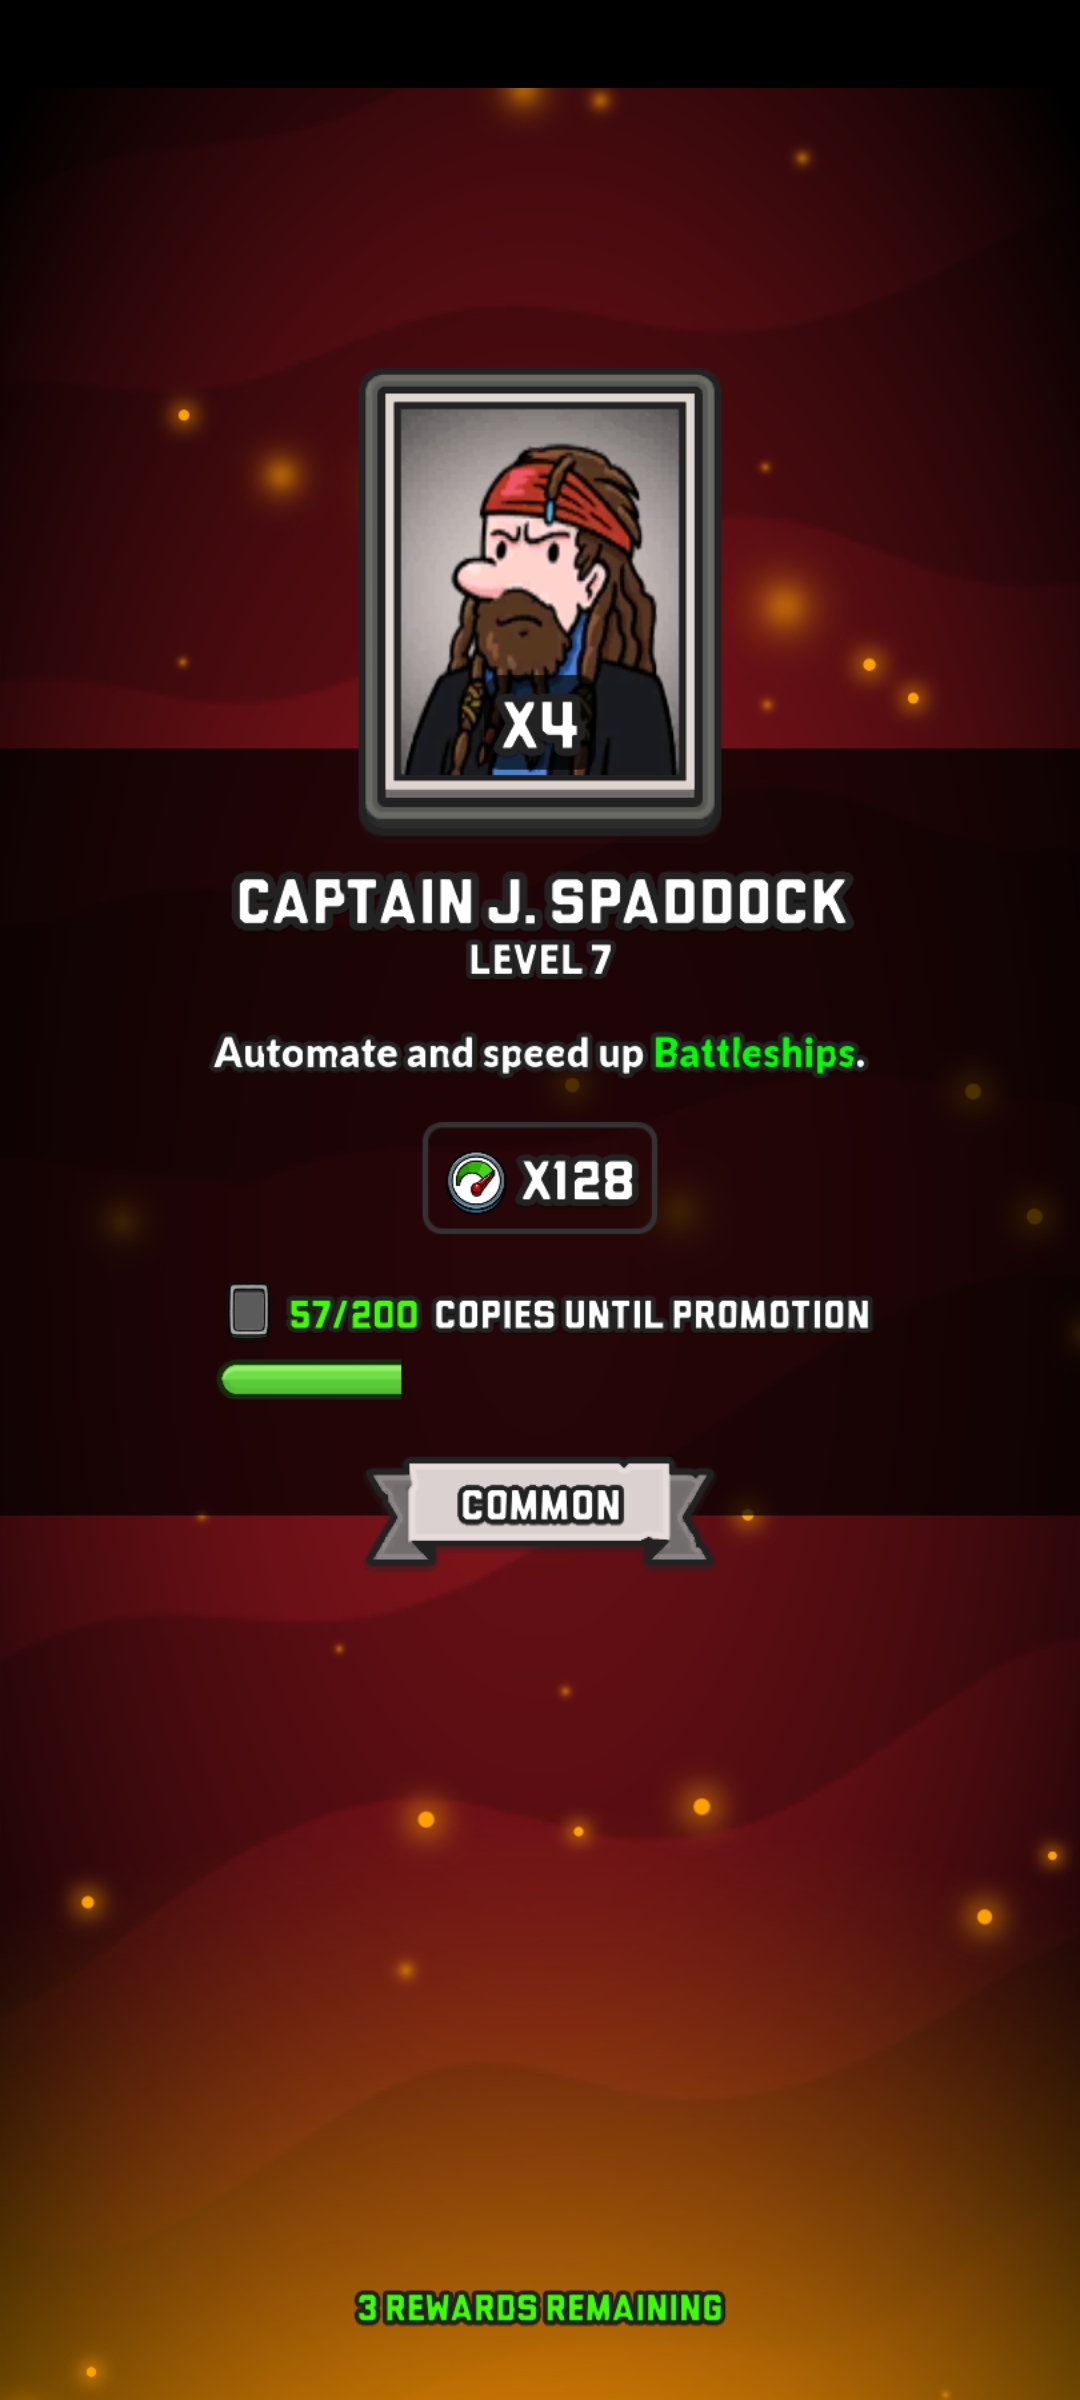 X4
CAPTAIN J. SPADDOCK
LEVEL 7
Automate and speed up Battleships.
X128
57/200 COPIES UNTIL PROMOTION
COMMON
3 REWARDS REMAINING